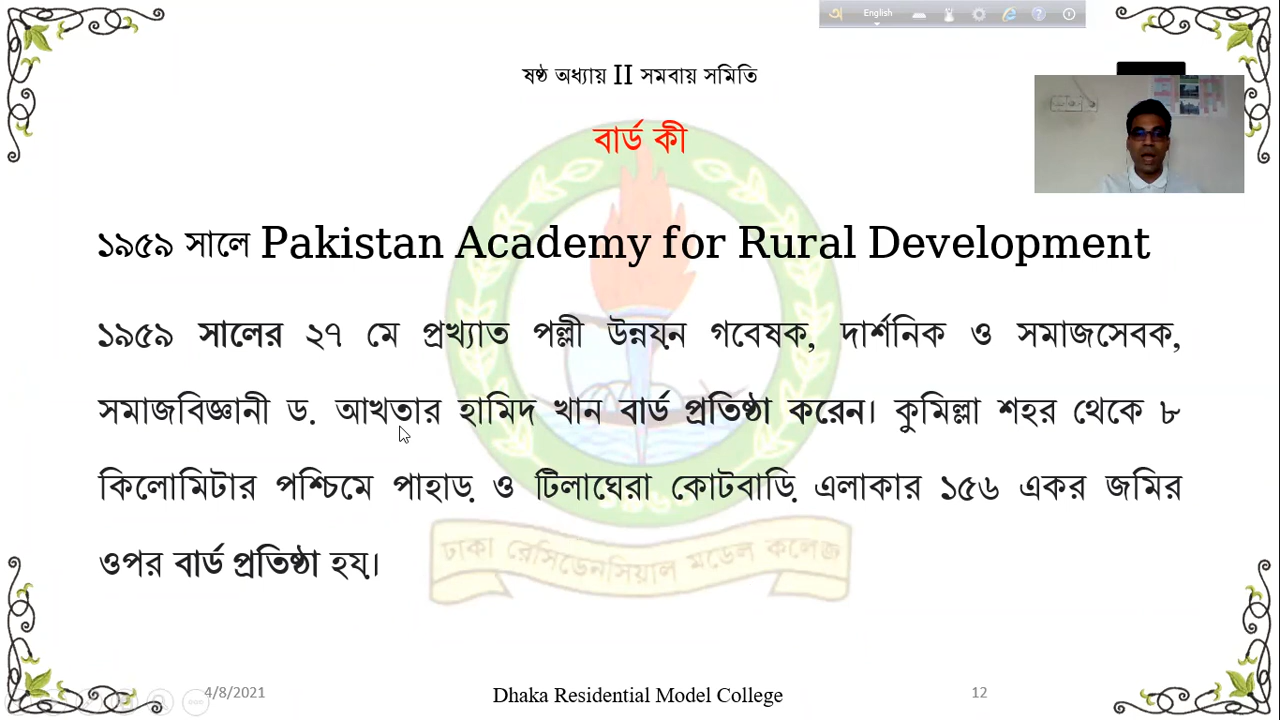 English
ষষ্ঠ অধ্যায় II সমবায় সমিতি
বার্ড কী
১৯৫৯ সালে Pakistan Academy for Rural Development
১৯৫৯ সালের ২৭ মে প্রখ্যাত পল্লী উন্নয়ন গবেষক, দার্শনিক ও সমাজসেবক,
সমাজবিজ্ঞানী ড. আখতার হামিদ খান বার্ড প্রতিষ্ঠা করেন। কুমিল্লা শহর থেকে ৮
কিলোমিটার পশ্চিমে পাহাড় ও টিলাঘেরা কোটবাড়ি এলাকার ১৫৬ একর জমির
ওপর বার্ড প্রতিষ্ঠা হয়।
ঢাকা রেসিডেনসিয়াল মডেল কলেজ
4/8/2021
Dhaka Residential Model College
12